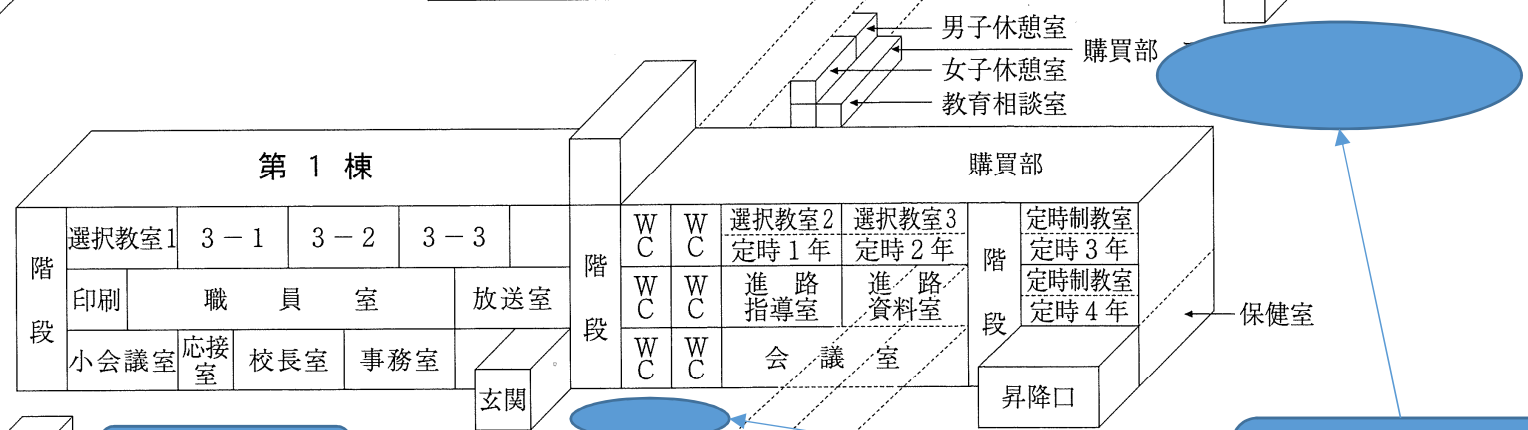 男子休憩室
購買部
女子休憩室
教育相談室
第1棟
購買部
階段
選択教室1
3-1
3-2
3-3
階段
WC
WC
選択教室2
定時1年
選択教室3
定時2年
階段
定時制教室
定時3年
印刷
職員室
放送室
WC
WC
進路
指導室
進路
資料室
定時制教室
定時4年
保健室
小会議室
応接室
校長室
事務室
玄関
WC
WC
会議室
昇降口